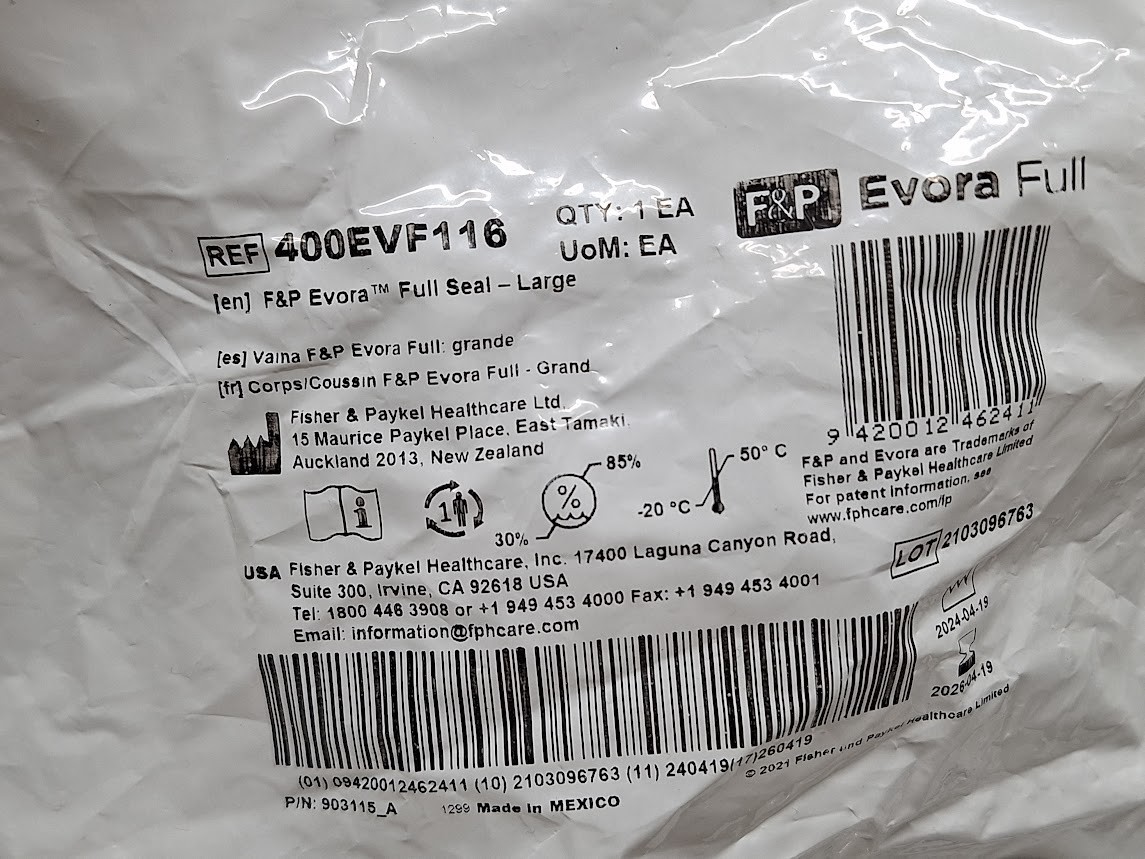 REF 400EVF116
QTY: 1 EA
UoM: EA
F&P Evora Full
[en] F&P Evora™ Full Seal – Large
[es] Vaina F&P Evora Full: grande
[fr] Corps/Coussin F&P Evora Full - Grand
Fisher & Paykel Healthcare Ltd,
15 Maurice Paykel Place, East Tamaki,
Auckland 2013, New Zealand
9 420012 462411
F&P and Evora are Trademarks of
Fisher & Paykel Healthcare Limited
For patent information, see
www.fphcare.com/ip
i
1
%
85%
30%
-20 °C
50° C
USA Fisher & Paykel Healthcare, Inc. 17400 Laguna Canyon Road,
Suite 300, Irvine, CA 92618 USA
Tel: 1800 446 3908 or +1 949 453 4000 Fax: +1 949 453 4001
Email: information@fphcare.com
LOT 2103096763
2024-04-19
2026-04-19
(01) 09420012462411 (10) 2103096763 (11) 240419(17)260419
© 2021 Fisher und Paykel Healthcare Limited
P/N: 903115_A
1299 Made in MEXICO